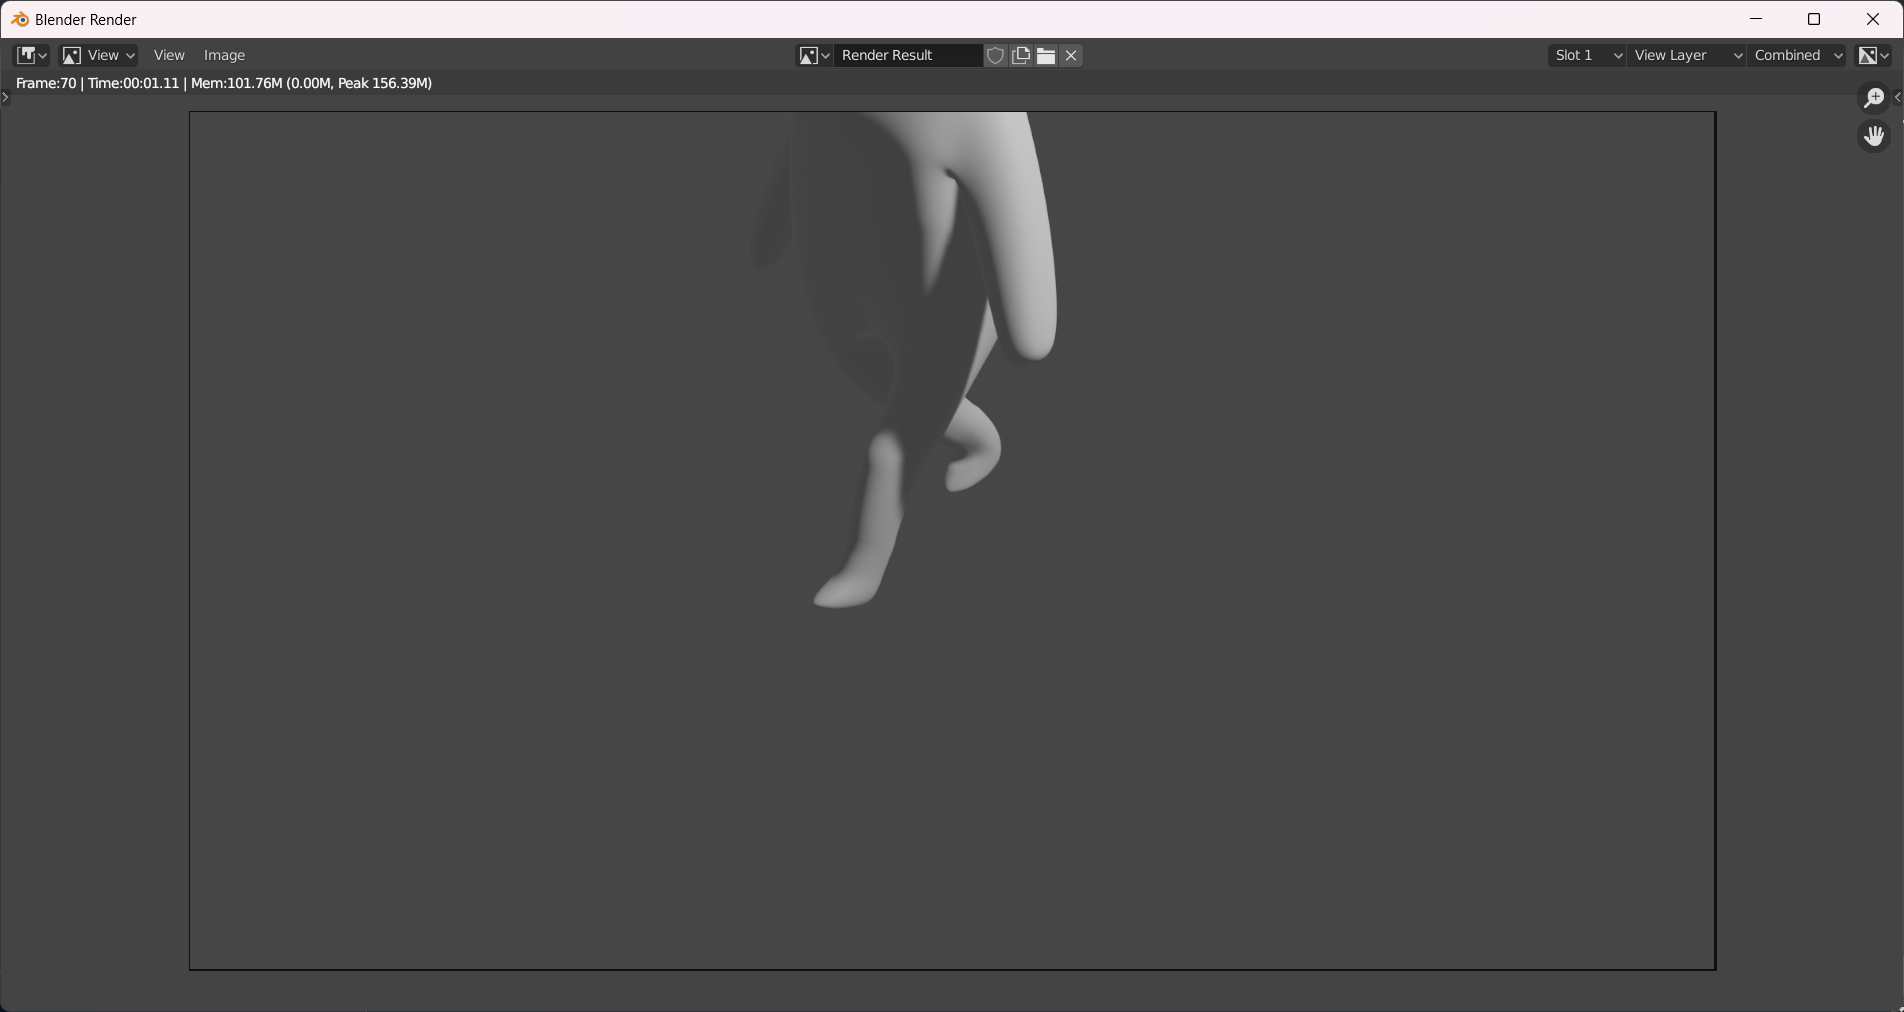 Blender Render
View View Image Render Result Slot 1 View Layer Combined
Frame:70 | Time:00:01.11 | Mem:101.76M (0.00M, Peak 156.39M)